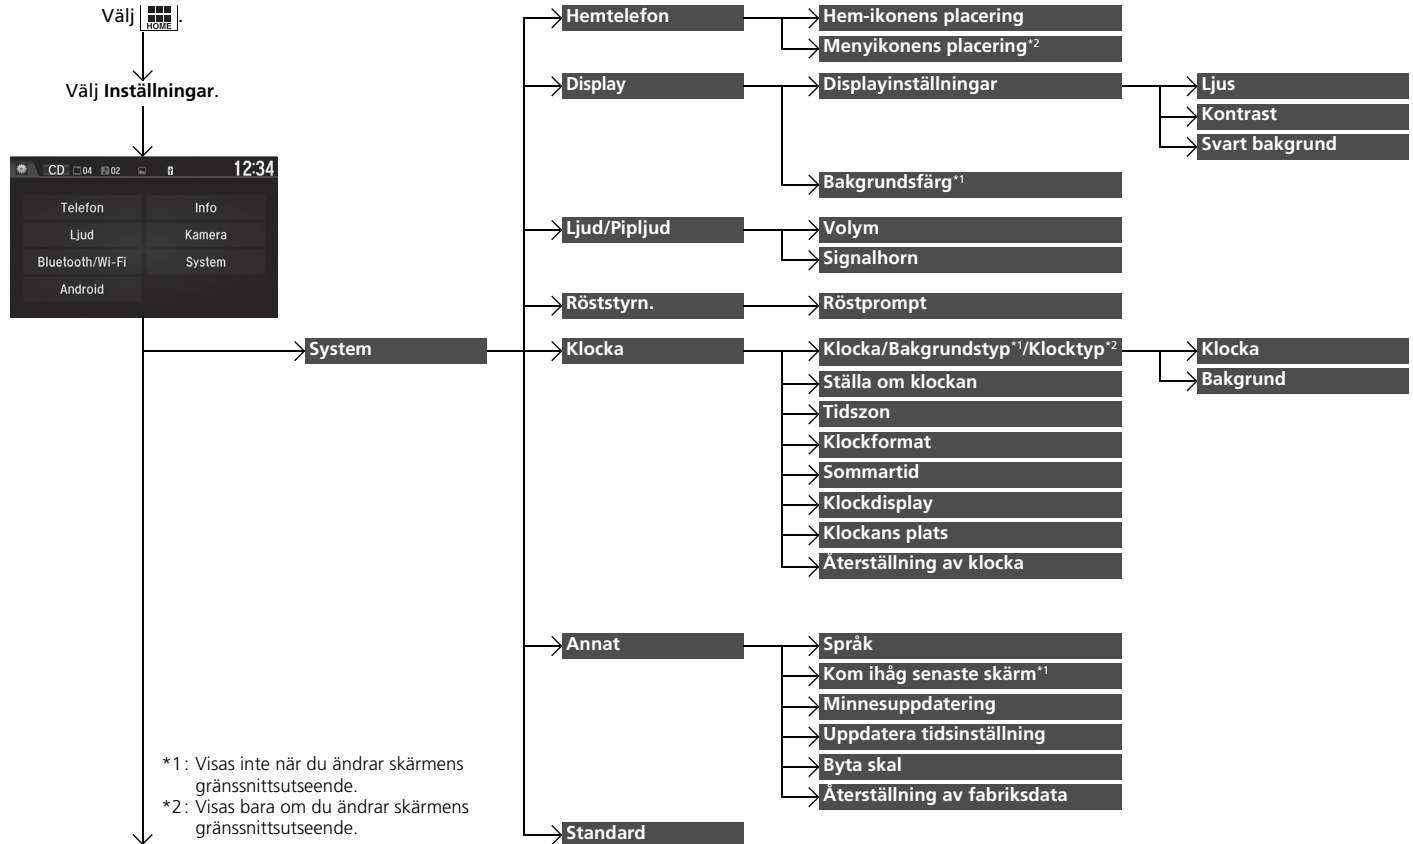 Välj HOME.
Välj Inställningar.
CD 04 02 12:34
Telefon Info
Ljud Kamera
Bluetooth/Wi-Fi System
Android
System
Hemtelefon
Hem-ikonens placering
Menyikonens placering*2
Display
Displayinställningar
Ljus
Kontrast
Svart bakgrund
Bakgrundsfärg*1
Ljud/Pipljud
Volym
Signalhorn
Röststyrn.
Röstprompt
Klocka
Klocka/Bakgrundstyp*1/Klocktyp*2
Klocka
Bakgrund
Ställa om klockan
Tidszon
Klockformat
Sommartid
Klockdisplay
Klockans plats
Återställning av klocka
Annat
Språk
Kom ihåg senaste skärm*1
Minnesuppdatering
Uppdatera tidsinställning
Byta skal
Återställning av fabriksdata
Standard
*1: Visas inte när du ändrar skärmens
gränssnittsutseende.
*2: Visas bara om du ändrar skärmens
gränssnittsutseende.